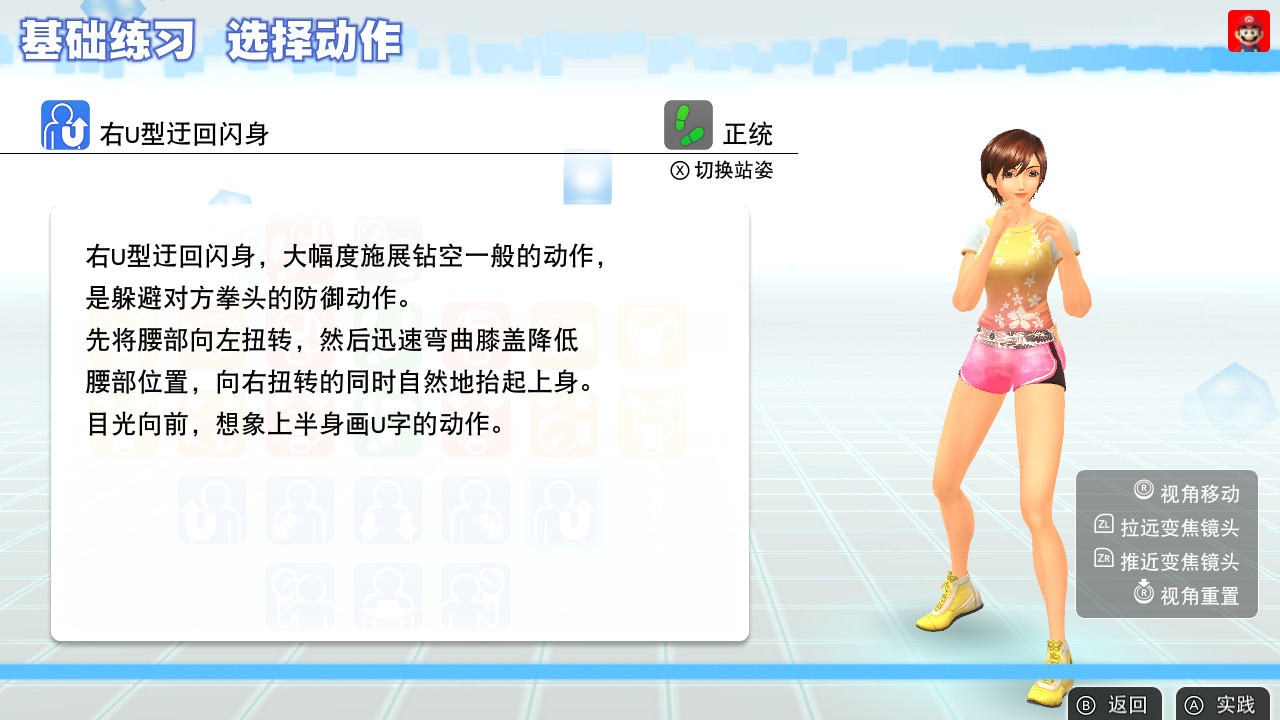 基础练习 选择动作
右U型迂回闪身
正统
Ⓧ切换站姿
右U型迂回闪身，大幅度施展钻空一般的动作，
是躲避对方拳头的防御动作。
先将腰部向左扭转，然后迅速弯曲膝盖降低
腰部位置，向右扭转的同时自然地抬起上身。
目光向前，想象上半身画U字的动作。
Ⓡ 视角移动
ZL 拉远变焦镜头
ZR 推近变焦镜头
Ⓡ 视角重置
Ⓑ 返回
Ⓐ 实践